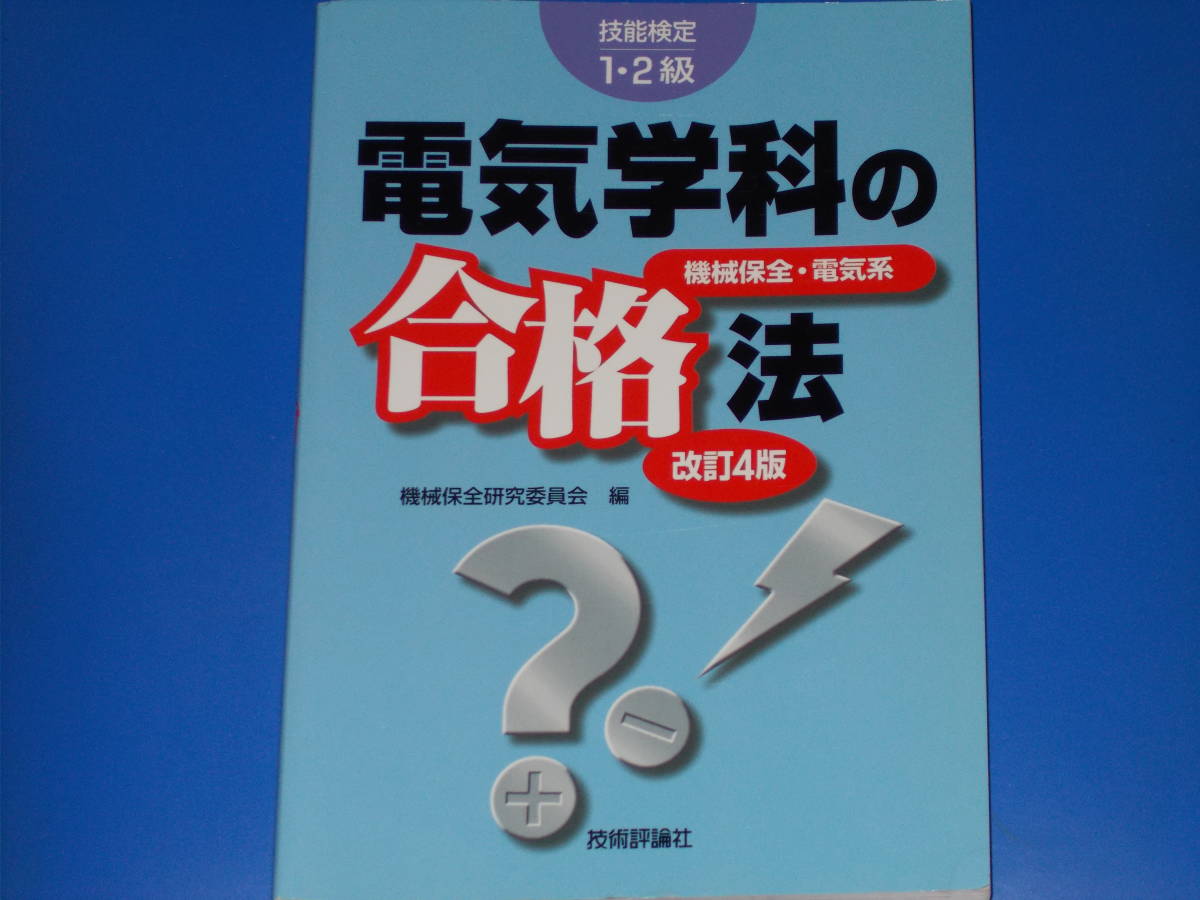 技能検定
1・2級
電気学科の
機械保全・電気系
合格法
改訂4版
機械保全研究委員会 編
技術評論社